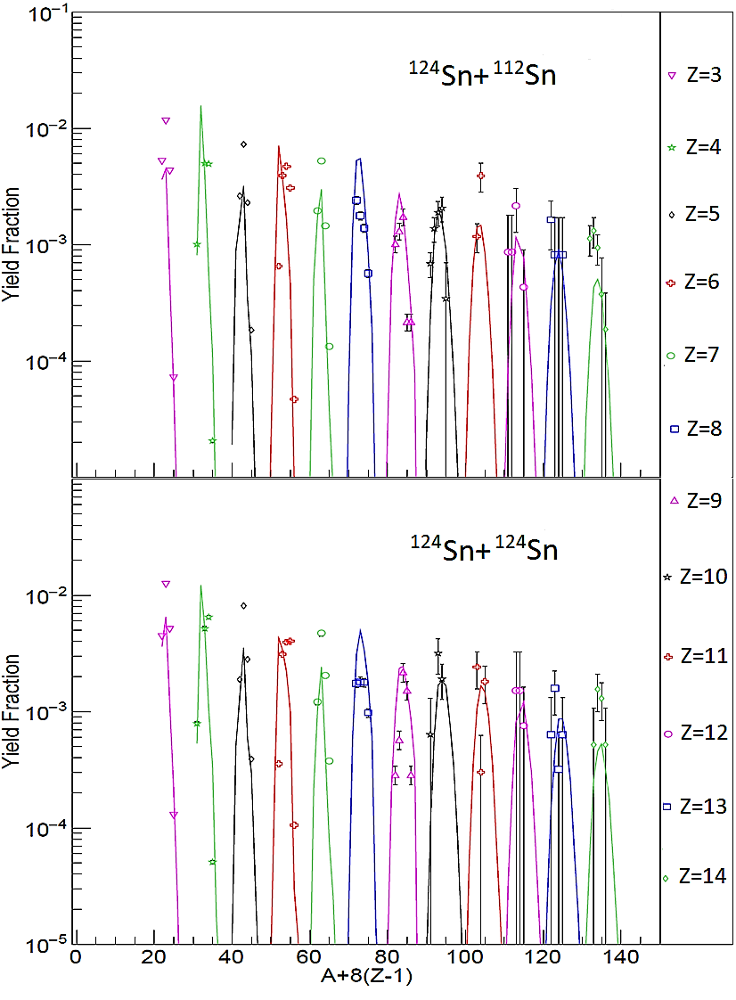 10⁻¹
¹²⁴Sn+ ¹¹²Sn
Z=3
10⁻²
Z=4
Yield Fraction
Z=5
10⁻³
Z=6
10⁻⁴
Z=7
Z=8
Z=9
¹²⁴Sn+ ¹²⁴Sn
Z=10
10⁻²
Z=11
Yield Fraction
10⁻³
Z=12
Z=13
10⁻⁴
Z=14
10⁻⁵
0 20 40 60 80 100 120 140
A+8(Z-1)